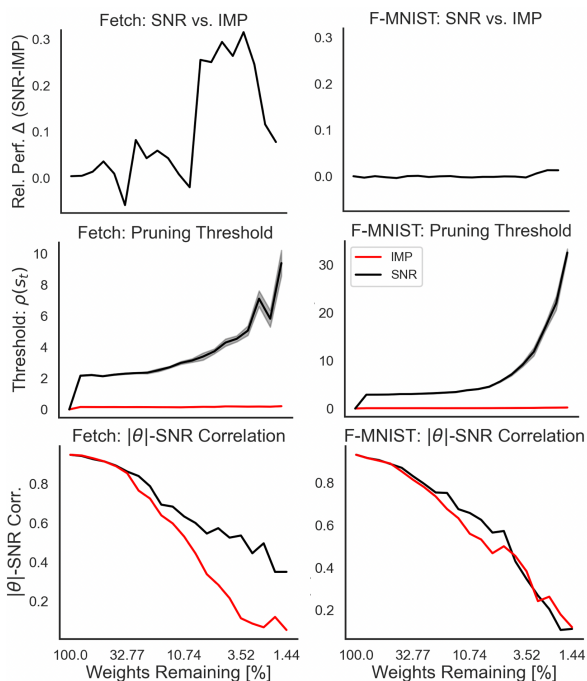 Fetch: SNR vs. IMP
F-MNIST: SNR vs. IMP
Rel. Perf. Δ (SNR-IMP)
0.3
0.2
0.1
0.0
0.3
0.2
0.1
0.0
Fetch: Pruning Threshold
F-MNIST: Pruning Threshold
Threshold: ρ(s_t)
10
8
6
4
2
0
30
20
10
0
IMP
SNR
Fetch: |θ|-SNR Correlation
F-MNIST: |θ|-SNR Correlation
|θ|-SNR Corr.
0.8
0.6
0.4
0.2
0.8
0.6
0.4
0.2
100.0 32.77 10.74 3.52 1.44
100.0 32.77 10.74 3.52 1.44
Weights Remaining [%]
Weights Remaining [%]